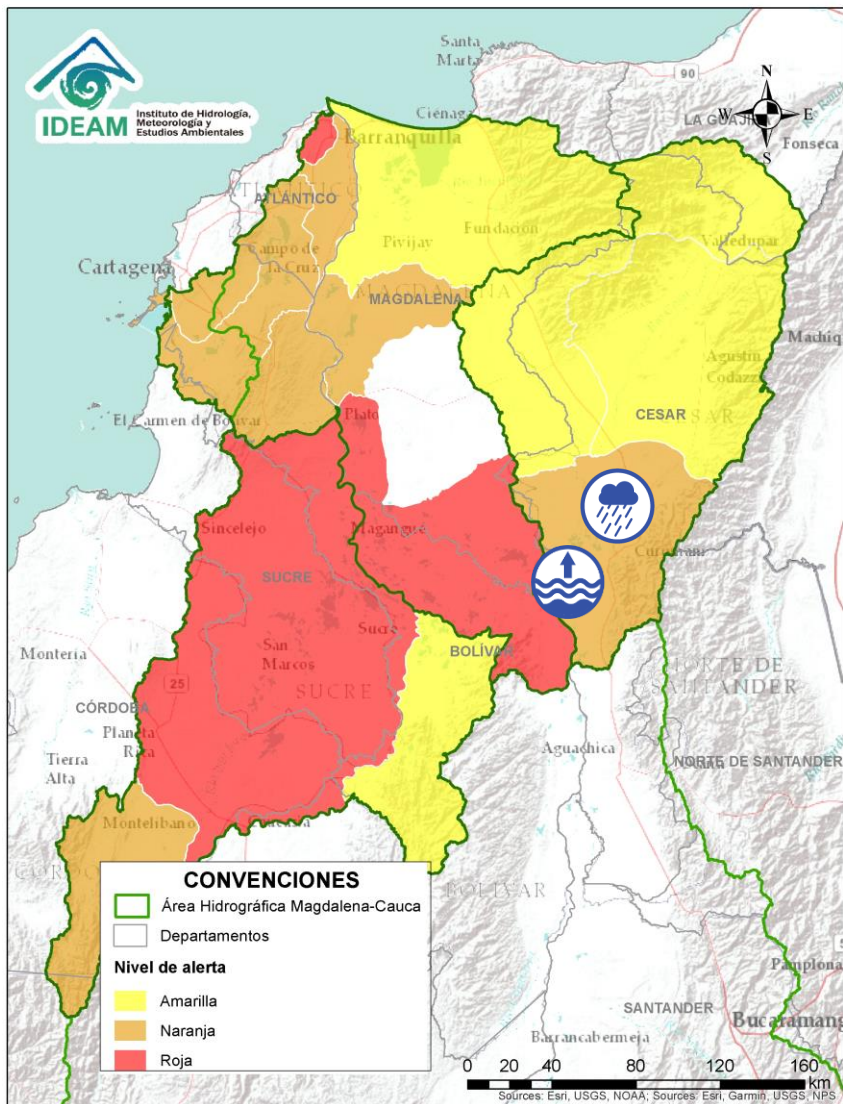 Santa
Marta
90
N
W
E
S
IDEAM
Instituto de Hidrología,
Meteorología y
Estudios Ambientales
Ciénaga
LA GUAJI
Fonseca
Barranquilla
ATLÁNTICO
Cartagena
Campo de
la Cruz
Pivijay
Fundación
Valledupar
MAGDALENA
Machiq
Agustín
Codazzi
El Carmen de Bolívar
Plato
CESAR
Sincelejo
Magangué
SUCRE
Sucre
BOLÍVAR
San
Marcos
SUCRE
Montería
25
NORTE DE
SANTANDER
CÓRDOBA
Planeta
Rica
Tierra
Alta
Aguachica
NORTE DE SANTANDER
Montelíbano
CONVENCIONES
Área Hidrográfica Magdalena-Cauca
Departamentos
Nivel de alerta
Amarilla
Naranja
Roja
BOLÍVAR
Pamplona
SANTANDER
Bucaramang
Barrancabermeja
0 20 40 80 120 160
km
Sources: Esri, USGS, NOAA; Sources: Esri, Garmin, USGS, NPS